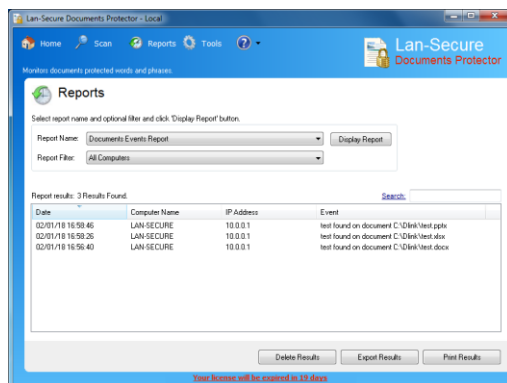 Lan-Secure Documents Protector - Local
Home Scan Reports Tools
Lan-Secure
Documents Protector
Monitors documents protected words and phrases.
Reports
Select report name and optional filter and click 'Display Report' button.
Report Name: Documents Events Report Display Report
Report Filter: All Computers
Report results: 3 Results Found. Search:
Date Computer Name IP Address Event
02/01/18 16:58:46 LAN-SECURE 10.0.0.1 test found on document C:\Dlink\test.pptx
02/01/18 16:58:26 LAN-SECURE 10.0.0.1 test found on document C:\Dlink\test.xlsx
02/01/18 16:56:40 LAN-SECURE 10.0.0.1 test found on document C:\Dlink\test.docx
Delete Results Export Results Print Results
Your license will be expired in 19 days